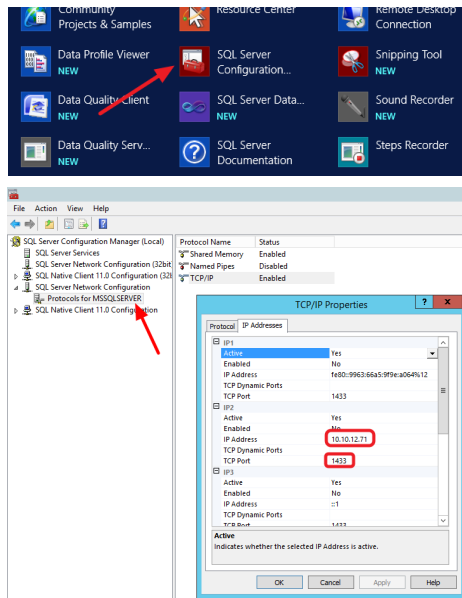 Community
Projects & Samples
Resource Center
Remote Desktop
Connection
Data Profile Viewer
NEW
SQL Server
Configuration...
Snipping Tool
NEW
Data Quality Client
NEW
SQL Server Data...
NEW
Sound Recorder
NEW
Data Quality Serv...
NEW
SQL Server
Documentation
Steps Recorder
File Action View Help
SQL Server Configuration Manager (Local)
SQL Server Services
SQL Server Network Configuration (32bit
SQL Native Client 11.0 Configuration (32b
SQL Server Network Configuration
Protocols for MSSQLSERVER
SQL Native Client 11.0 Configuration
Protocol Name Status
Shared Memory Enabled
Named Pipes Disabled
TCP/IP Enabled
TCP/IP Properties ? x
Protocol IP Addresses
IP1
Active Yes
Enabled No
IP Address fe80::9963:66a5:9f9e:a064%12
TCP Dynamic Ports
TCP Port 1433
IP2
Active Yes
Enabled No
IP Address 10.10.12.71
TCP Dynamic Ports
TCP Port 1433
IP3
Active Yes
Enabled No
IP Address ::1
TCP Dynamic Ports
TCP Port 1433
Active
Indicates whether the selected IP Address is active.
OK Cancel Apply Help